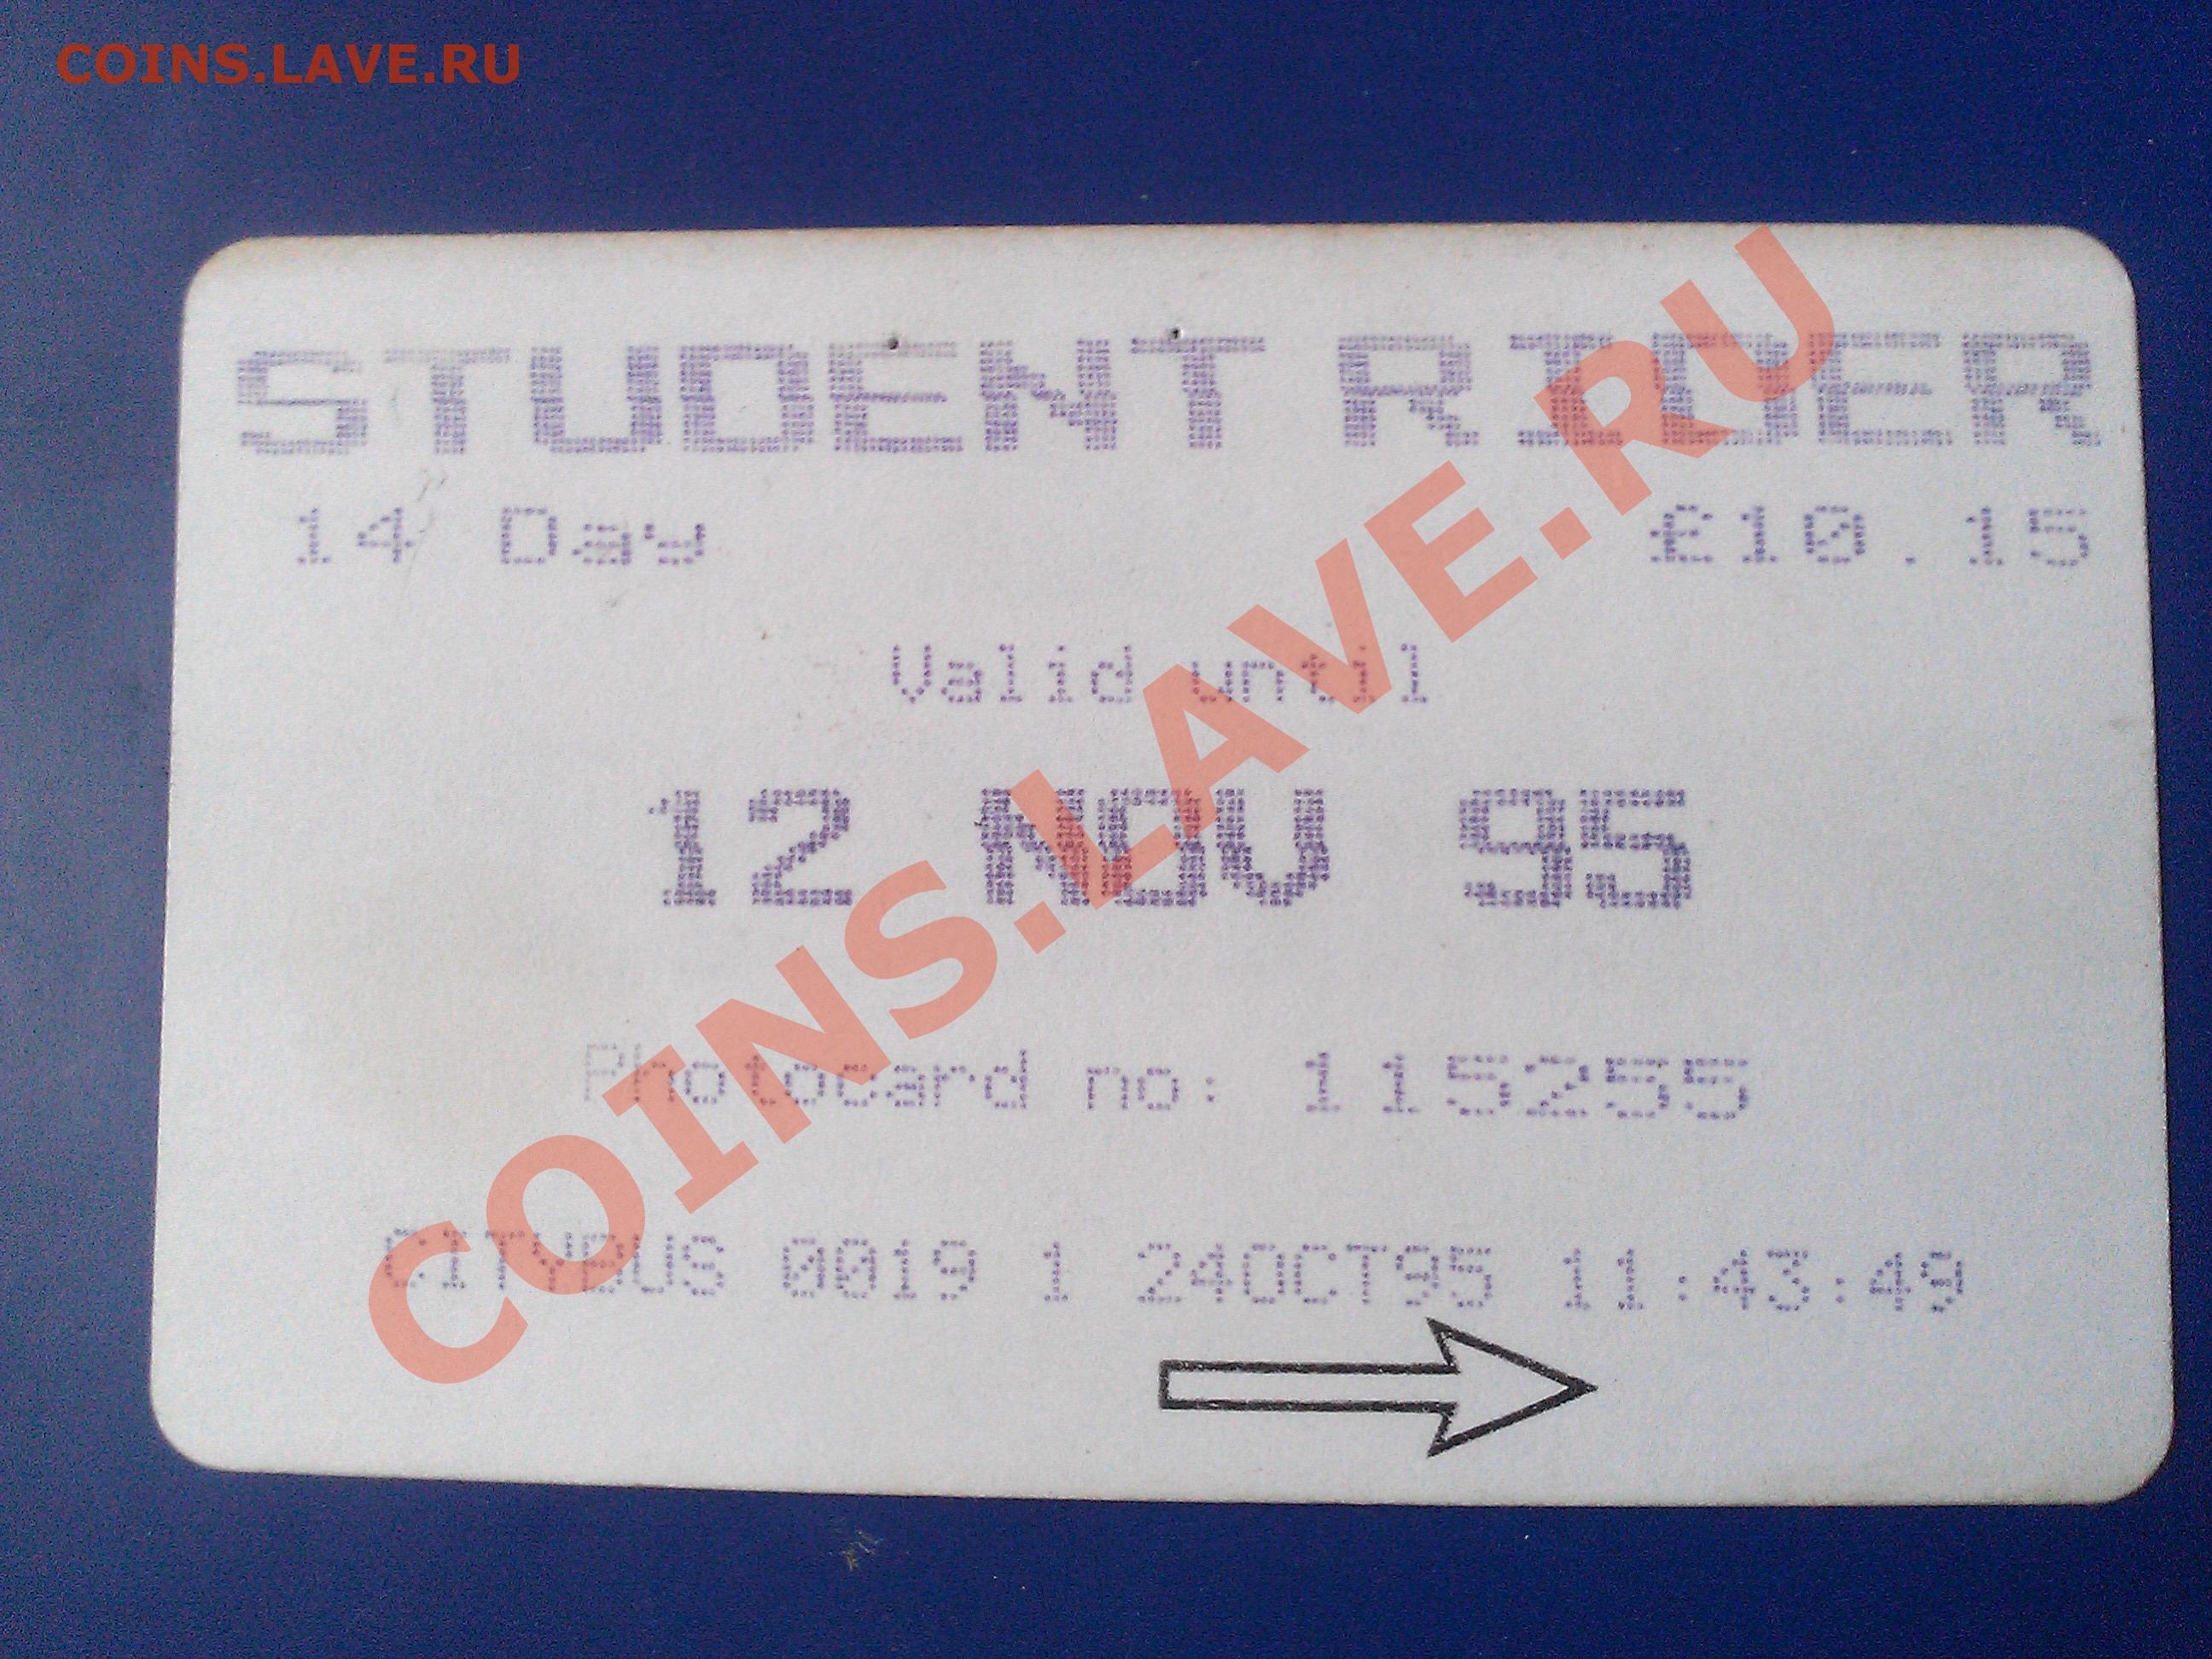 COINS.LAVE.RU
STUDENT RIDER
14 Day £10.15
Valid until
12 NOV 95
Photocard no: 115255
CITYBUS 0019 1 24OCT95 11:43:49
COINS.LAVE.RU